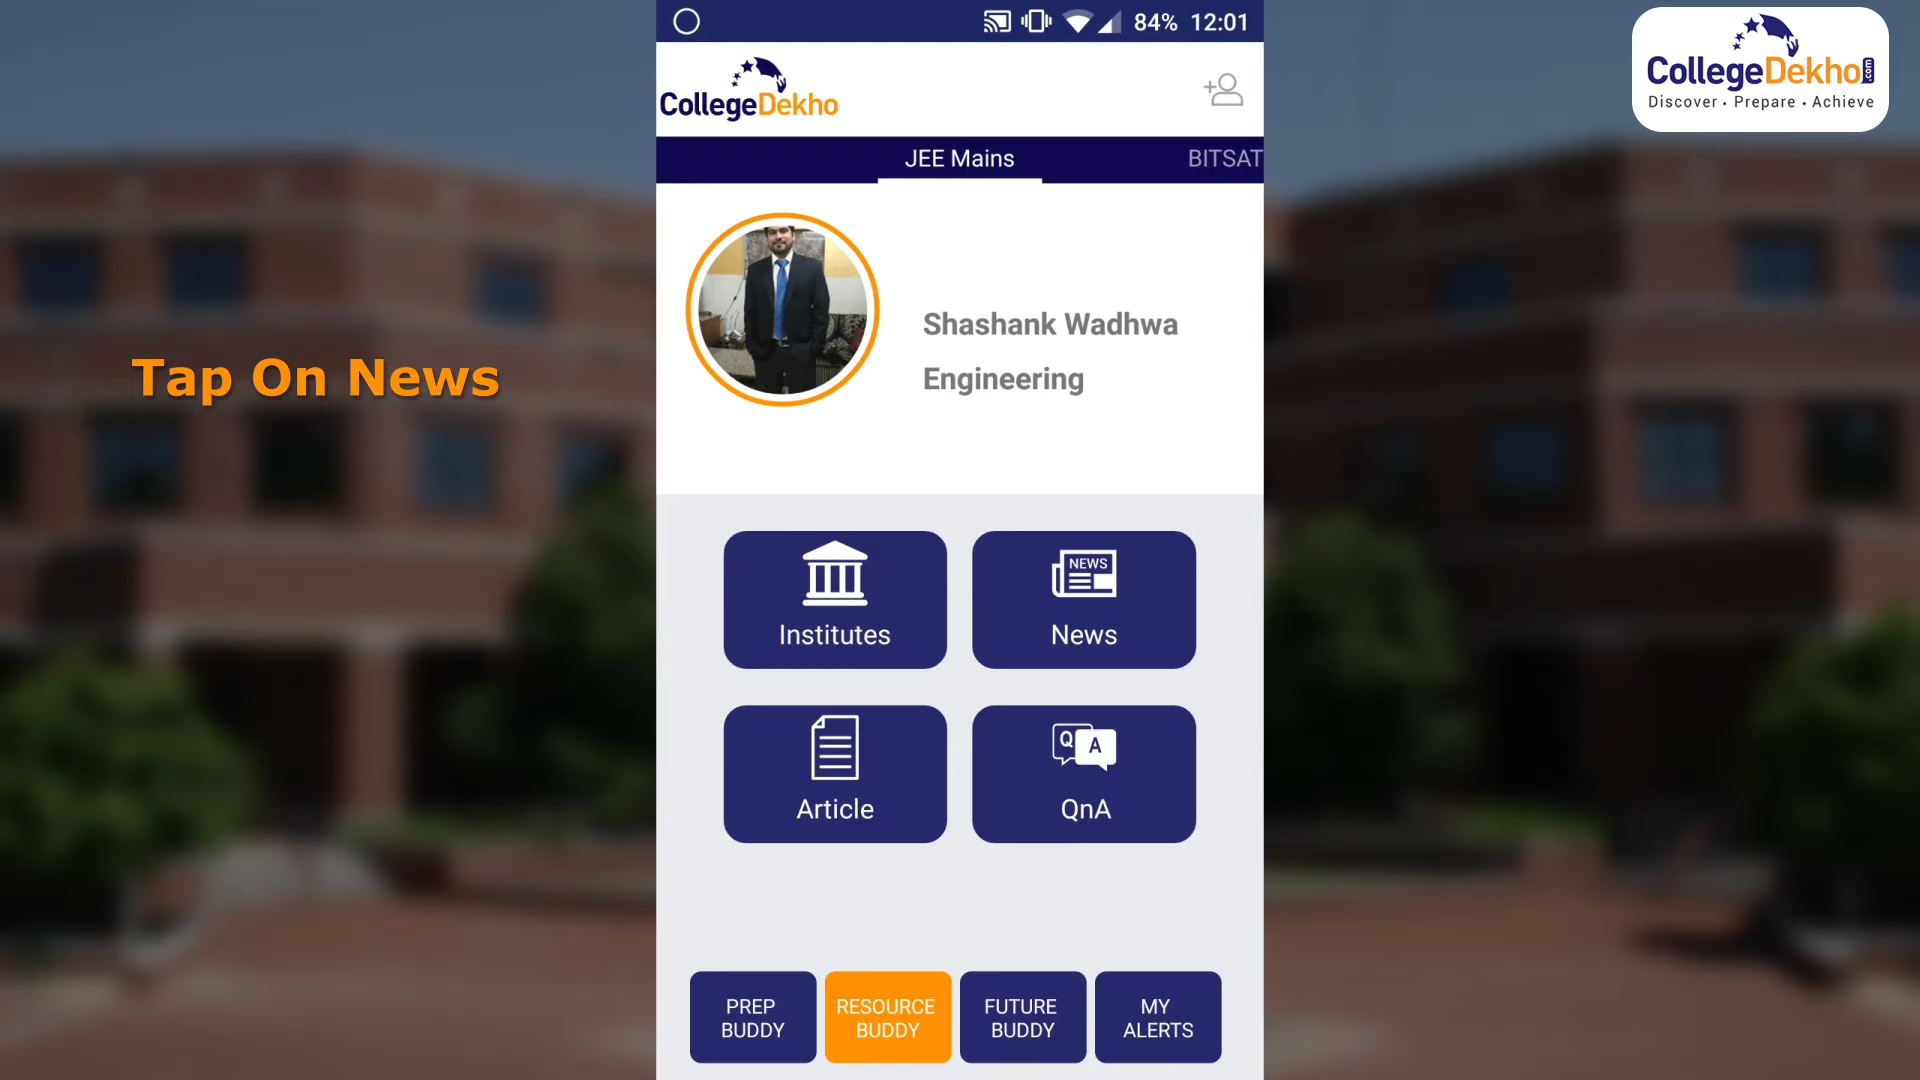 84% 12:01
CollegeDekho
JEE Mains
BITSAT
Shashank Wadhwa
Engineering
Tap On News
Institutes
NEWS
News
Article
Q A
QnA
PREP
BUDDY
RESOURCE
BUDDY
FUTURE
BUDDY
MY
ALERTS
CollegeDekho.com
Discover • Prepare • Achieve